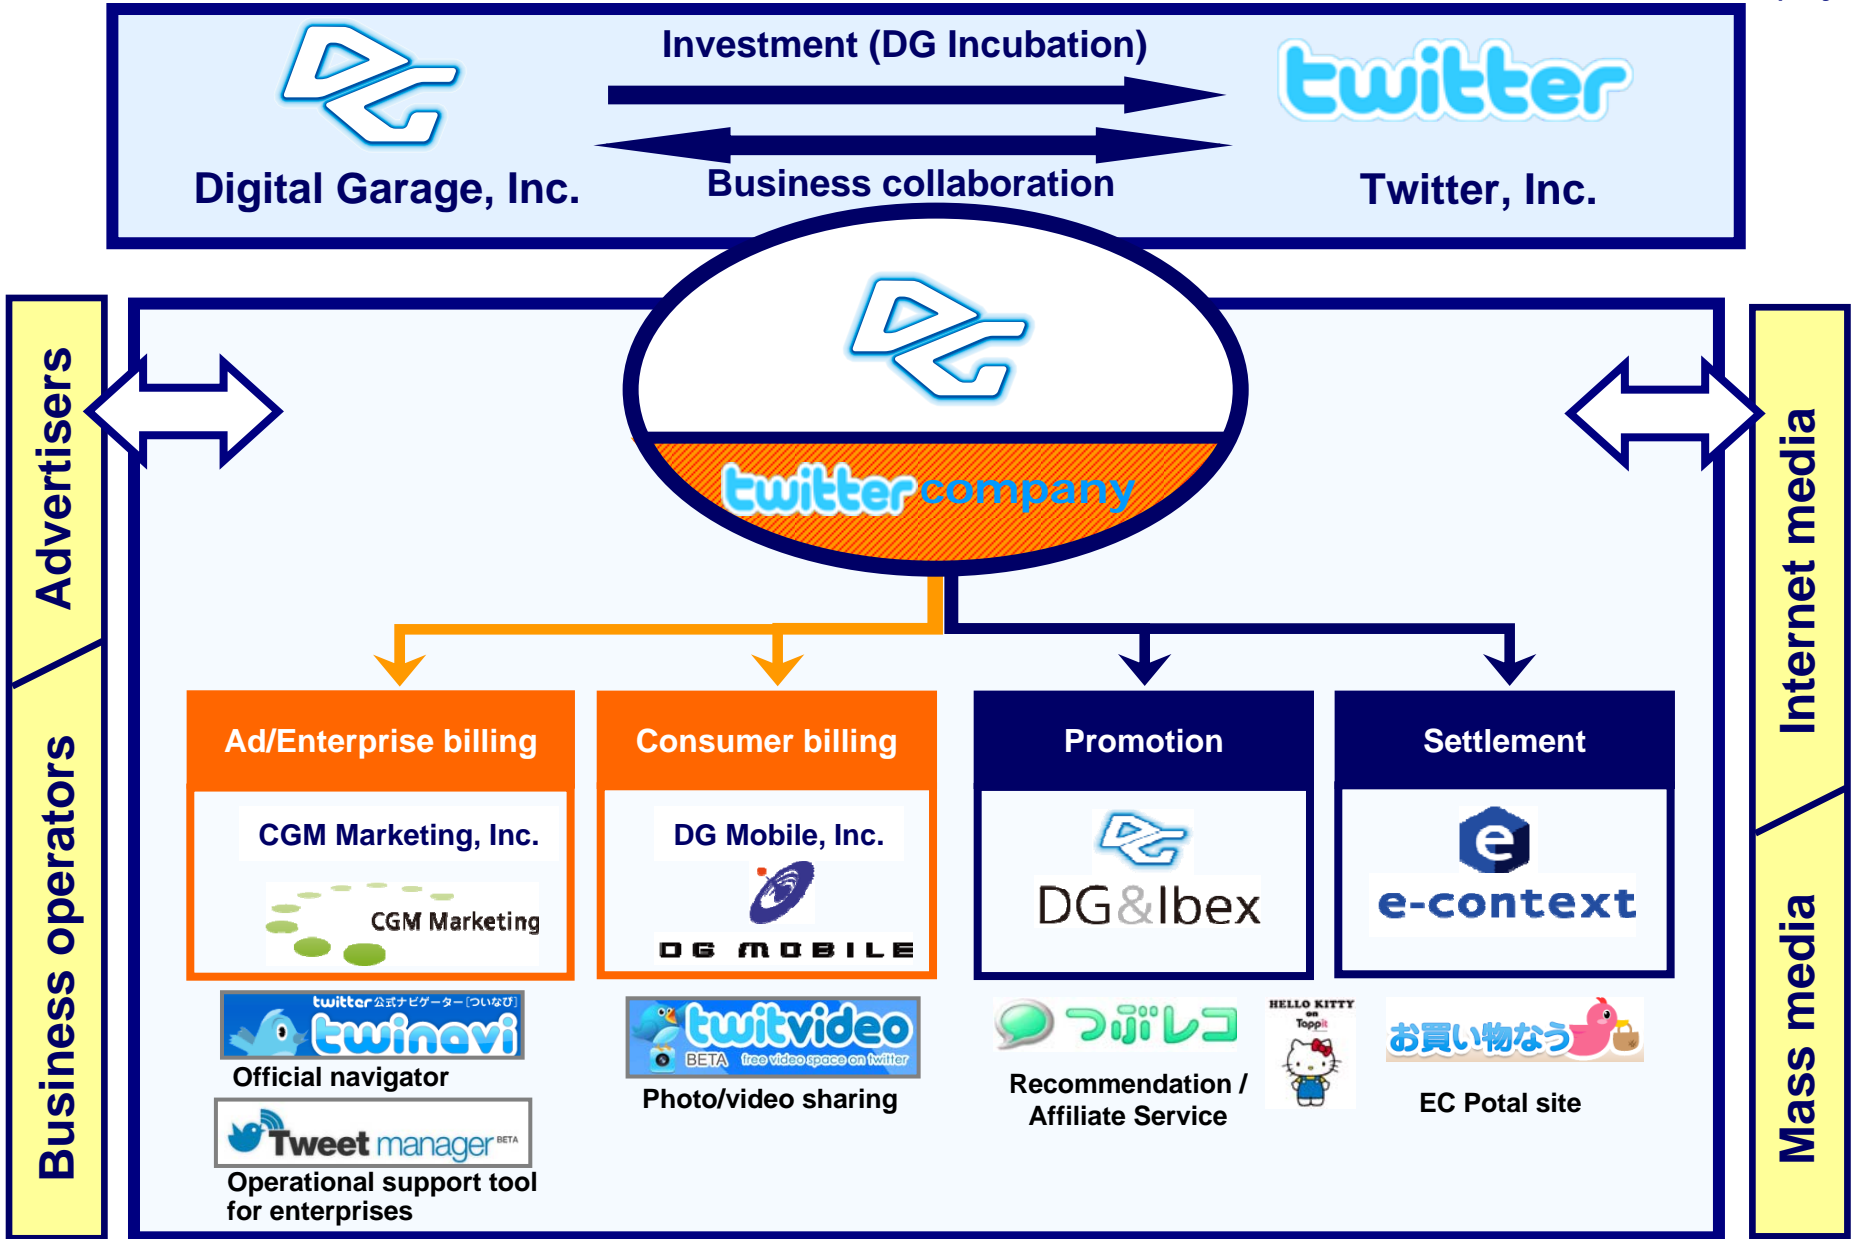 Investment (DG Incubation)
twitter
Digital Garage, Inc.
Business collaboration
Twitter, Inc.
Advertisers
Business operators
twitter company
Internet media
Mass media
Ad/Enterprise billing
Consumer billing
Promotion
Settlement
CGM Marketing, Inc.
CGM Marketing
DG Mobile, Inc.
DG MOBILE
DG&Ibex
e
e-context
twitter公式ナビゲーター[ついなび]
twinavi
Official navigator
Tweet manager BETA
Operational support tool
for enterprises
twitvideo
BETA free video space on twitter
Photo/video sharing
つぶレコ
Recommendation /
Affiliate Service
HELLO KITTY
on
Tappit
お買い物なう
EC Potal site